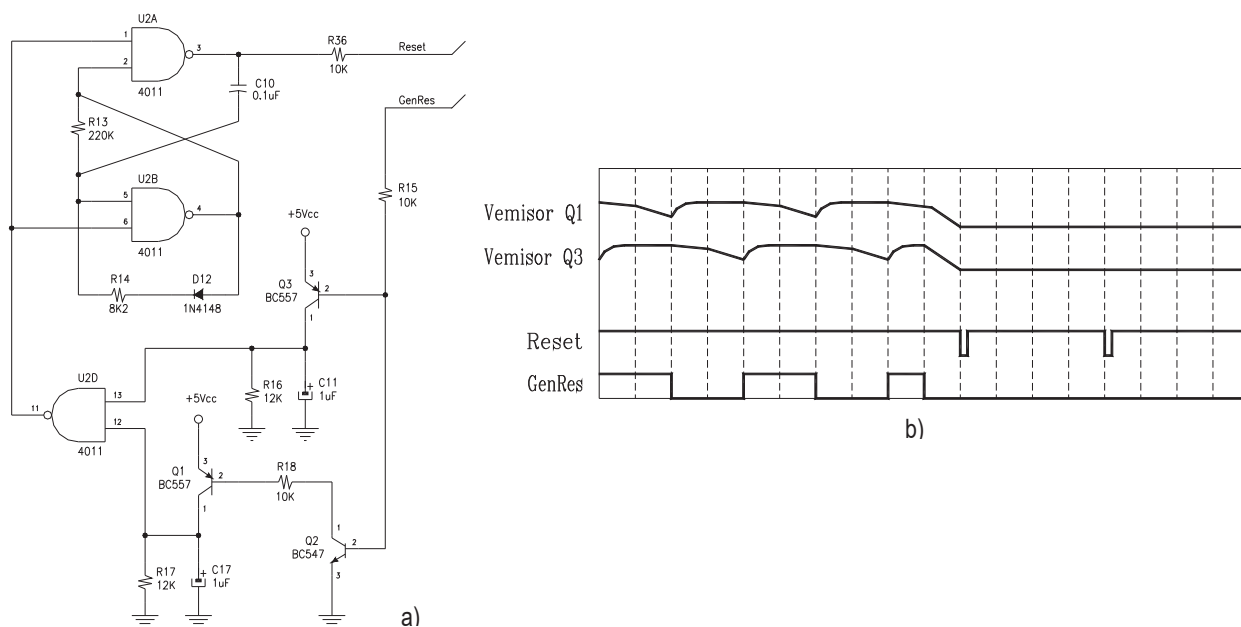 U2A
1
2
3
4011
R36
10K
Reset
C10
0.1uF
GenRes
R13
220K
U2B
5
6
4
4011
R15
10K
+5Vcc
R14
8K2
D12
1N4148
Q3
BC557
3
2
1
U2D
11
13
12
4011
R16
12K
C11
+
1uF
+5Vcc
Q1
BC557
3
2
1
R18
10K
Q2
BC547
1
2
3
R17
12K
C17
+
1uF
a)
Vemisor Q1
Vemisor Q3
Reset
GenRes
b)